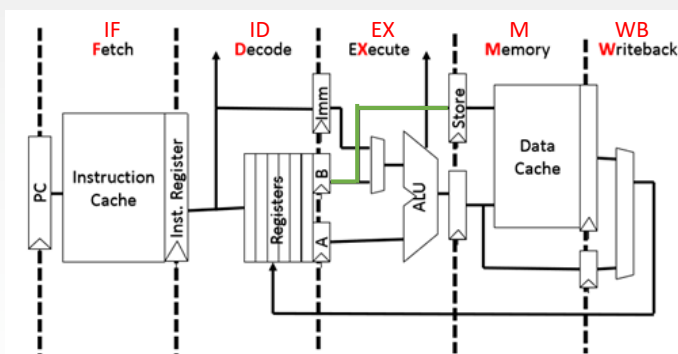 IF
ID
EX
M
WB
Fetch
Decode
EXecute
Memory
Writeback
PC
Instruction
Cache
Inst. Register
Registers
Imm
B
A
ALU
Store
Data
Cache